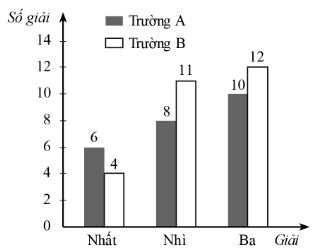 Số giải
Trường A
Trường B
14
12
10
8
6
4
2
0
6
4
8
11
10
12
Nhất
Nhì
Ba
Giải